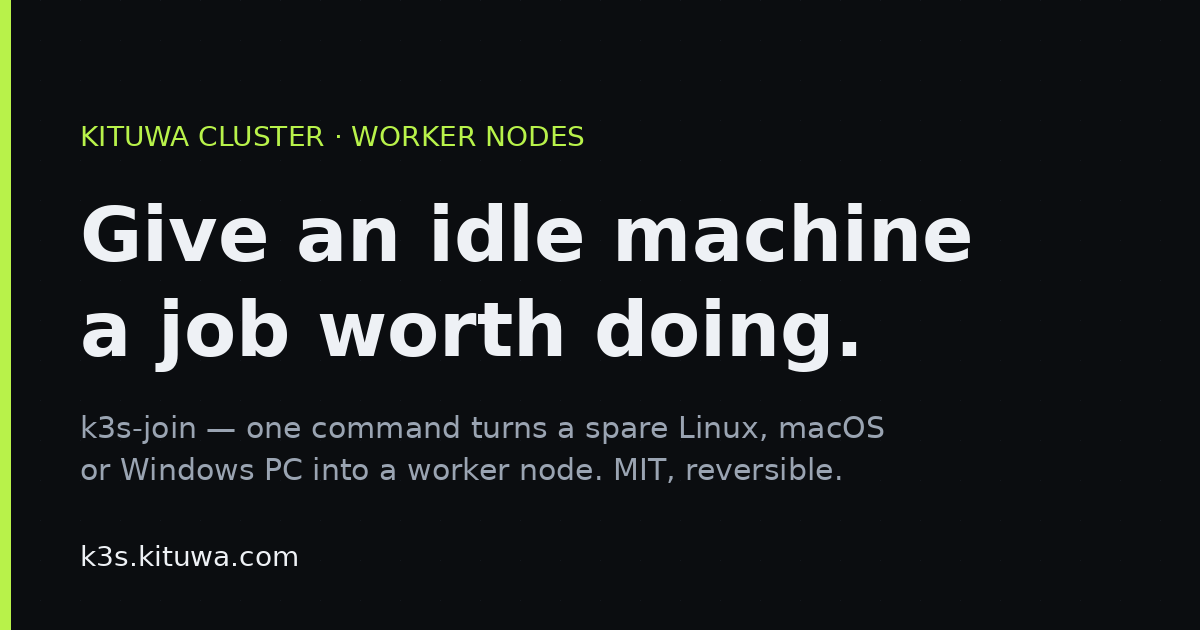 KITUWA CLUSTER · WORKER NODES
Give an idle machine
a job worth doing.
k3s-join — one command turns a spare Linux, macOS
or Windows PC into a worker node. MIT, reversible.
k3s.kituwa.com